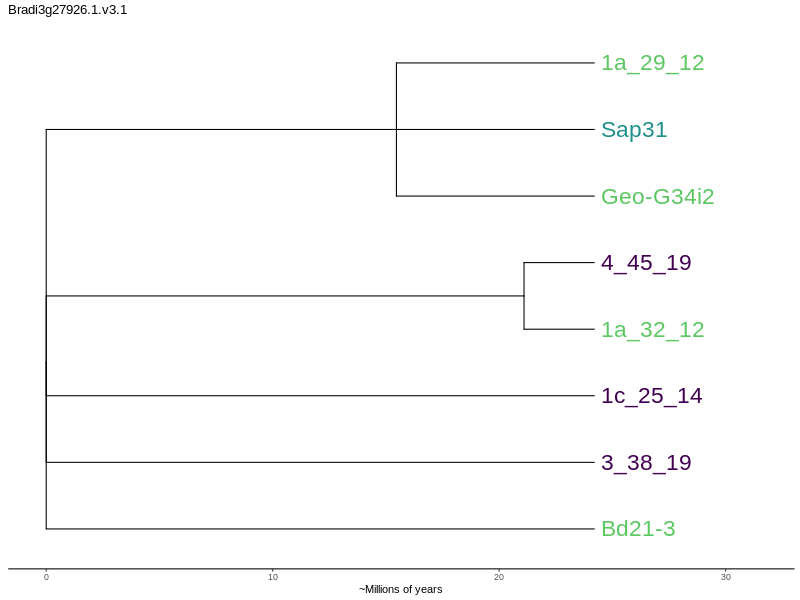 Bradi3g27926.1.v3.1
1a_29_12
Sap31
Geo-G34i2
4_45_19
1a_32_12
1c_25_14
3_38_19
Bd21-3
0 10 20 30
~Millions of years